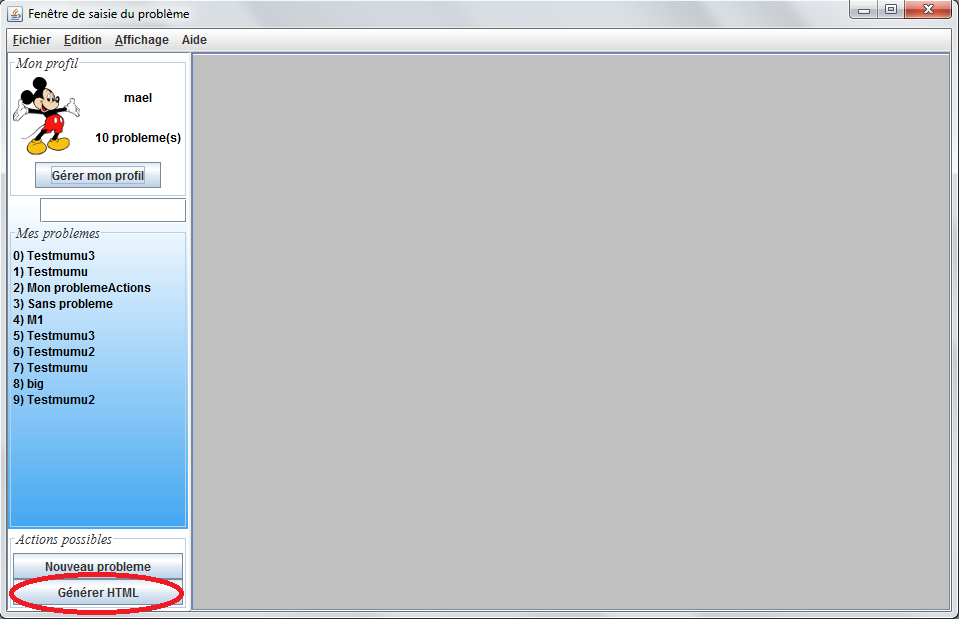 Fenêtre de saisie du problème
Fichier Edition Affichage Aide
Mon profil
mael
10 probleme(s)
Gérer mon profil
Mes problemes
0) Testmumu3
1) Testmumu
2) Mon problemeActions
3) Sans probleme
4) M1
5) Testmumu3
6) Testmumu2
7) Testmumu
8) big
9) Testmumu2
Actions possibles
Nouveau probleme
Générer HTML